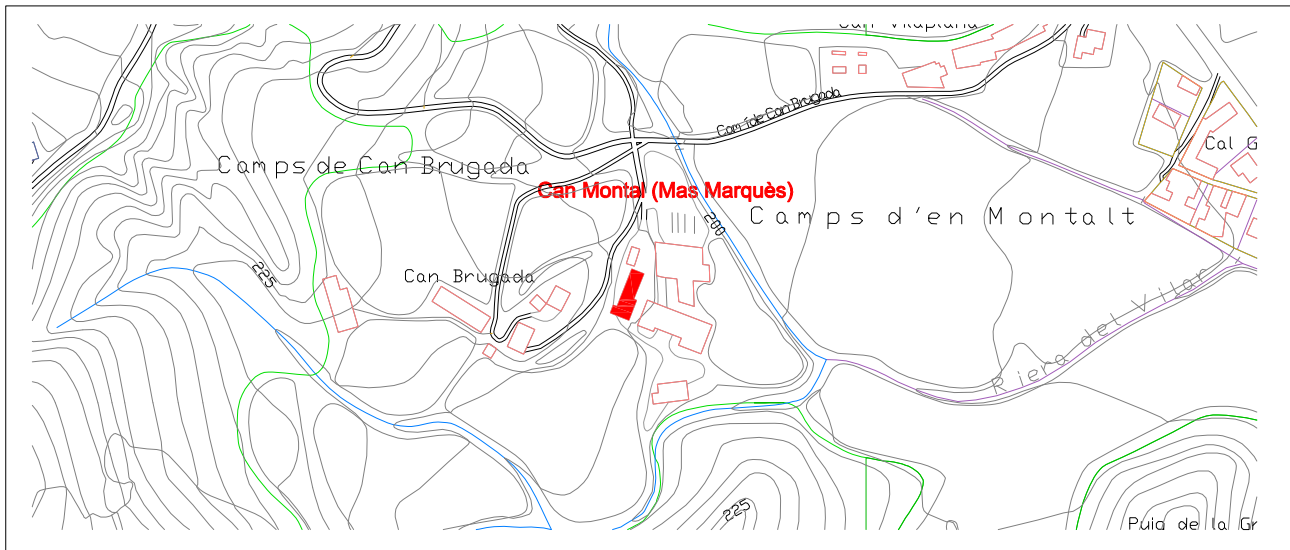 Can Vilaplana
Camí de Can Brugada
Cal G
Camps de Can Brugada
Can Montal (Mas Marquès)
Camps d'en Montalt
200
225
Can Brugada
Riera del Vilar
225
Puig de la Gr